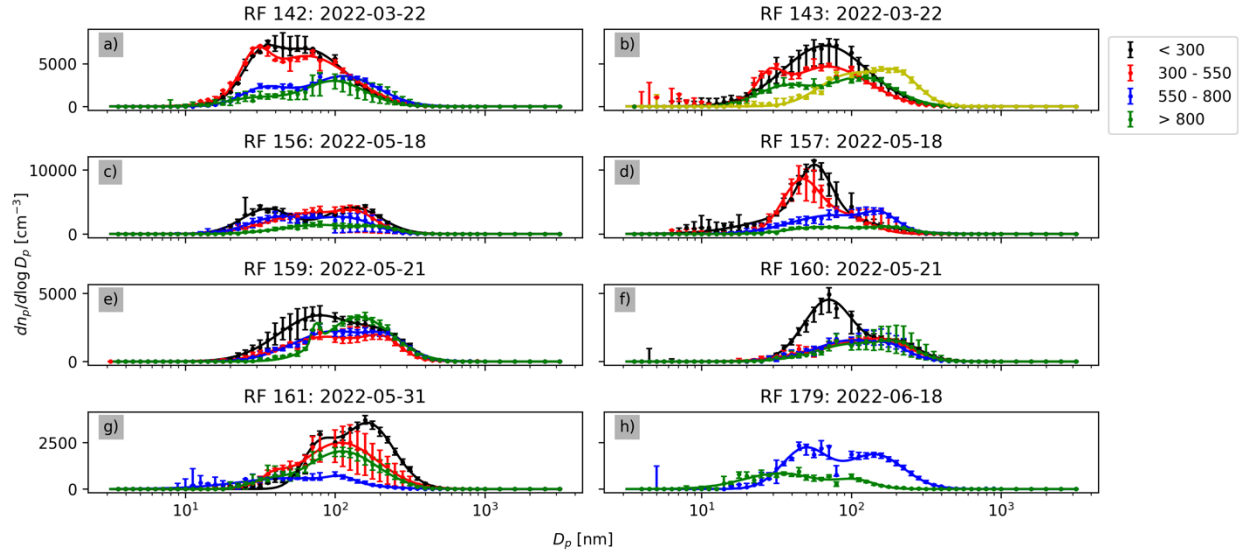 RF 142: 2022-03-22
a)
5000
0
RF 143: 2022-03-22
b)
< 300
300 - 550
550 - 800
> 800
RF 156: 2022-05-18
c)
10000
0
RF 157: 2022-05-18
d)
dn_p/dlog D_p [cm⁻³]
RF 159: 2022-05-21
e)
5000
0
RF 160: 2022-05-21
f)
RF 161: 2022-05-31
g)
2500
0
RF 179: 2022-06-18
h)
10¹ 10² 10³
10¹ 10² 10³
D_p [nm]